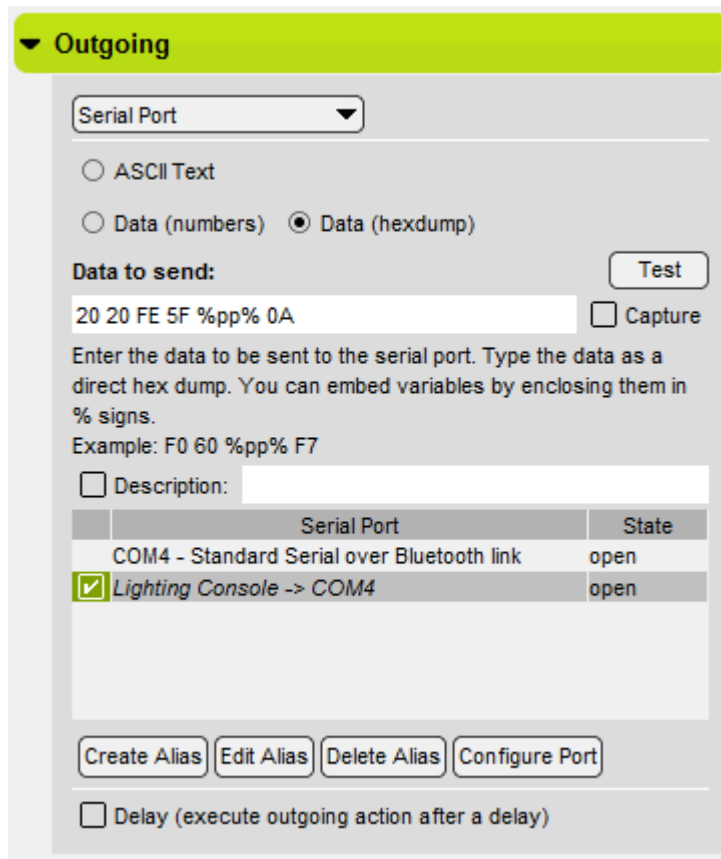 Outgoing
Serial Port
ASCII Text
Data (numbers) Data (hexdump)
Data to send: Test
20 20 FE 5F %pp% 0A Capture
Enter the data to be sent to the serial port. Type the data as a
direct hex dump. You can embed variables by enclosing them in
% signs.
Example: F0 60 %pp% F7
Description:
Serial Port State
COM4 - Standard Serial over Bluetooth link open
Lighting Console -> COM4 open
Create Alias Edit Alias Delete Alias Configure Port
Delay (execute outgoing action after a delay)